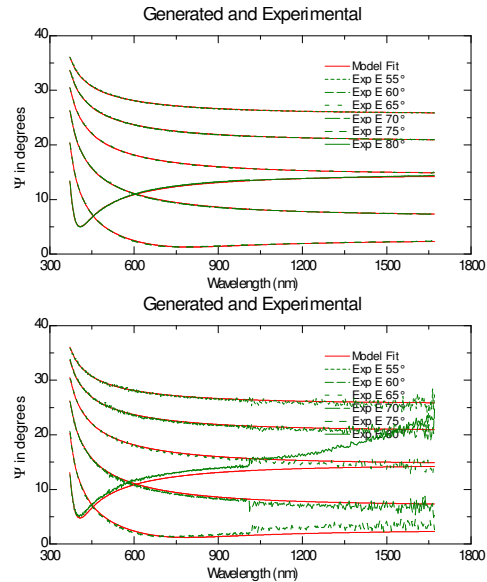 Generated and Experimental
40
30
20
10
0
Ψ in degrees
Model Fit
Exp E 55°
Exp E 60°
Exp E 65°
Exp E 70°
Exp E 75°
Exp E 80°
300 600 900 1200 1500 1800
Wavelength (nm)
Generated and Experimental
40
30
20
10
0
Ψ in degrees
Model Fit
Exp E 55°
Exp E 60°
Exp E 65°
Exp E 70°
Exp E 75°
Exp E 80°
300 600 900 1200 1500 1800
Wavelength (nm)